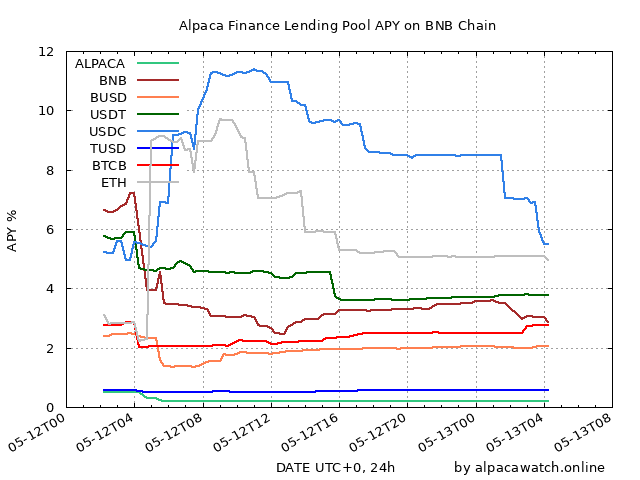 Alpaca Finance Lending Pool APY on BNB Chain
12
10
8
6
4
2
0
APY %
ALPACA
BNB
BUSD
USDT
USDC
TUSD
BTCB
ETH
05-12T00
05-12T04
05-12T08
05-12T12
05-12T16
05-12T20
05-13T00
05-13T04
05-13T08
DATE UTC+0, 24h
by alpacawatch.online